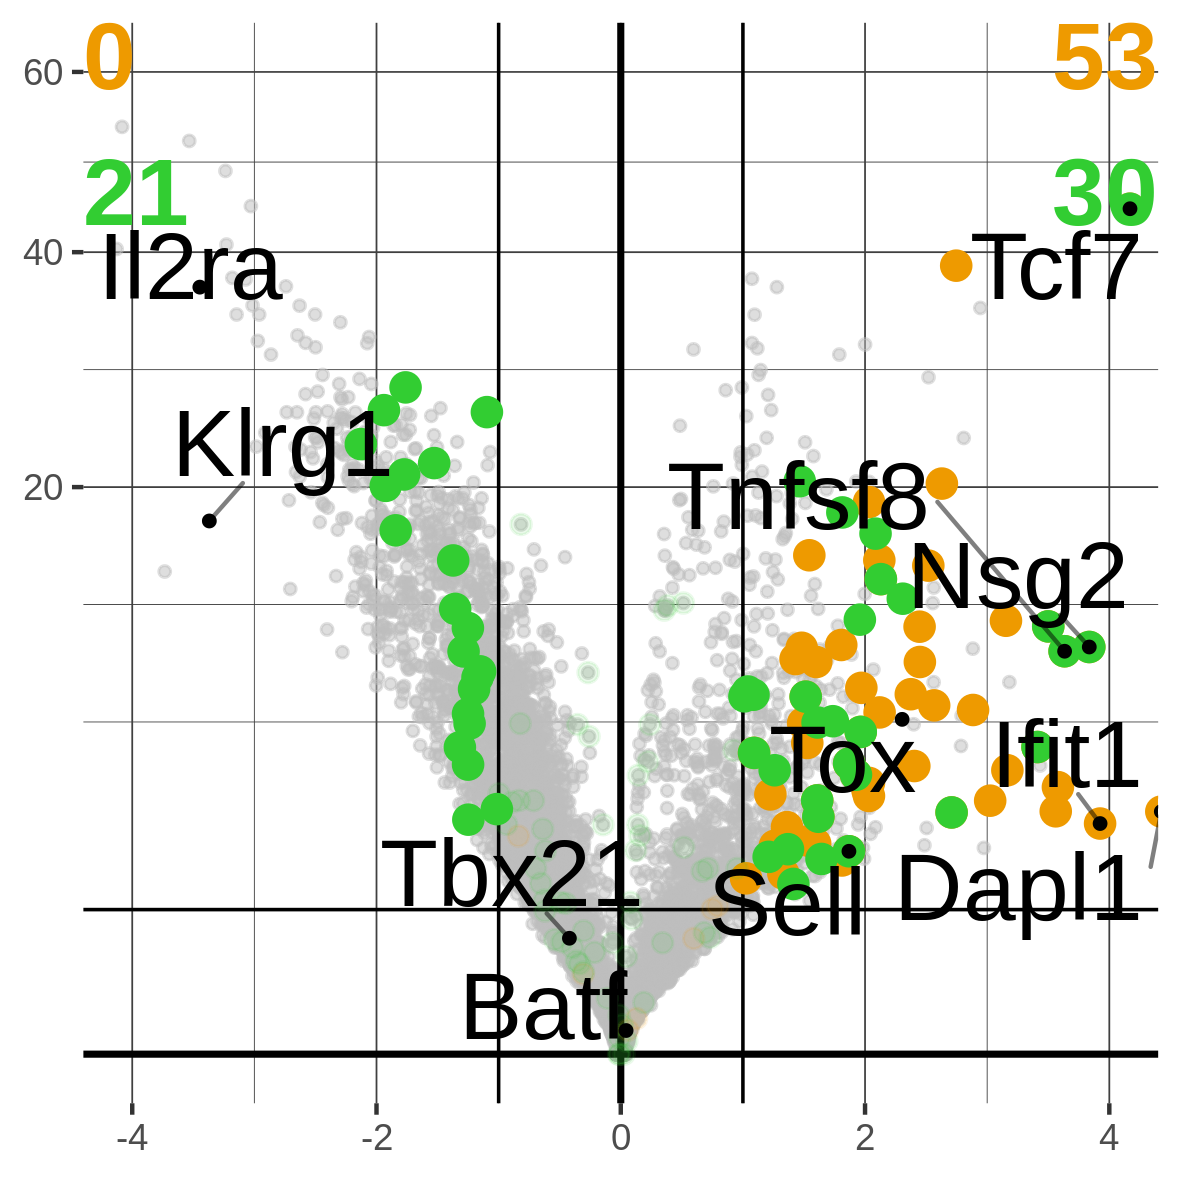 0 53
60
21 30
40
Il2ra Tcf7
Klrg1
20
Tnfsf8
Nsg2
Tox Ifit1
Tbx21 Sell Dapl1
Batf
-4 -2 0 2 4